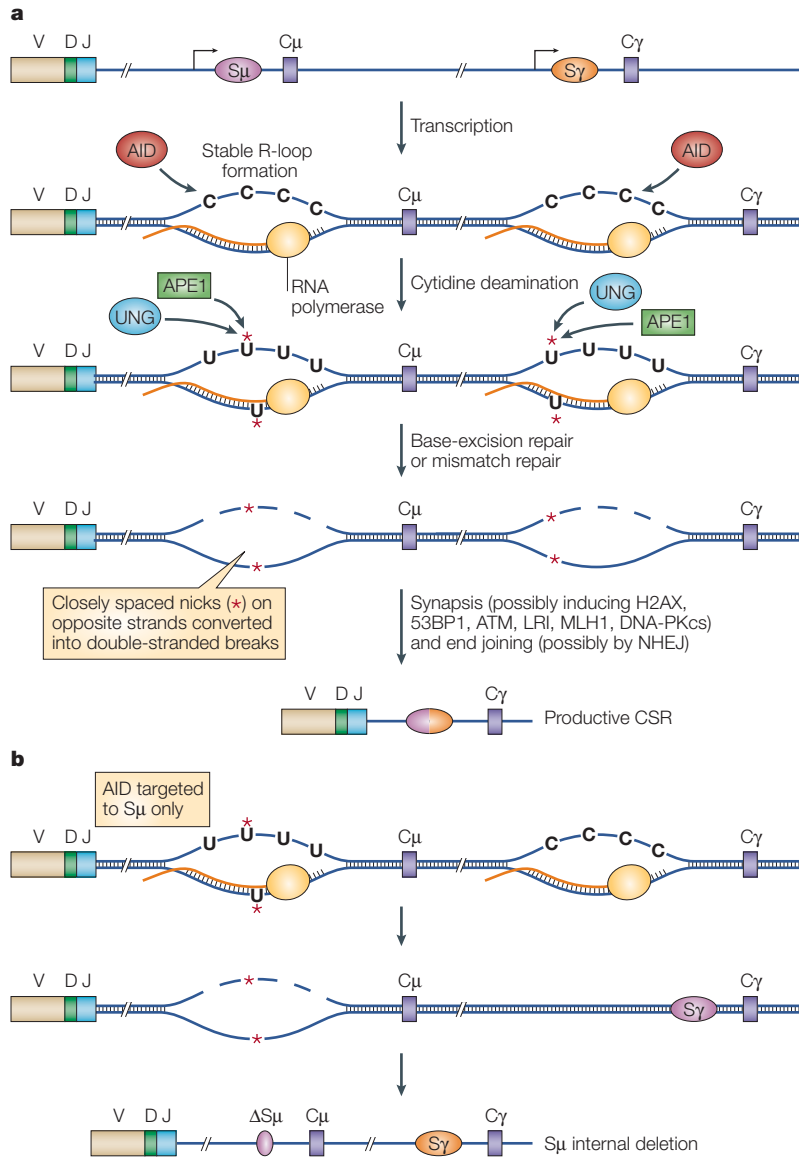 a
V D J Sμ Cμ Sγ Cγ
Transcription
AID
Stable R-loop
formation
AID
V D J C C C C Cμ C C C C Cγ
RNA
polymerase
Cytidine deamination
APE1
UNG
UNG
APE1
*
*
V D J U U U U Cμ U U U U Cγ
U
*
U
*
Base-excision repair
or mismatch repair
V D J * Cμ * Cγ
*
*
Closely spaced nicks (*) on
opposite strands converted
into double-stranded breaks
Synapsis (possibly inducing H2AX,
53BP1, ATM, LRI, MLH1, DNA-PKcs)
and end joining (possibly by NHEJ)
V D J Cγ
Productive CSR
b
AID targeted
to Sμ only
*
V D J U U U U Cμ C C C C Cγ
U
*
V D J * Cμ Sγ Cγ
*
V D J ΔSμ Cμ Sγ Cγ
Sμ internal deletion